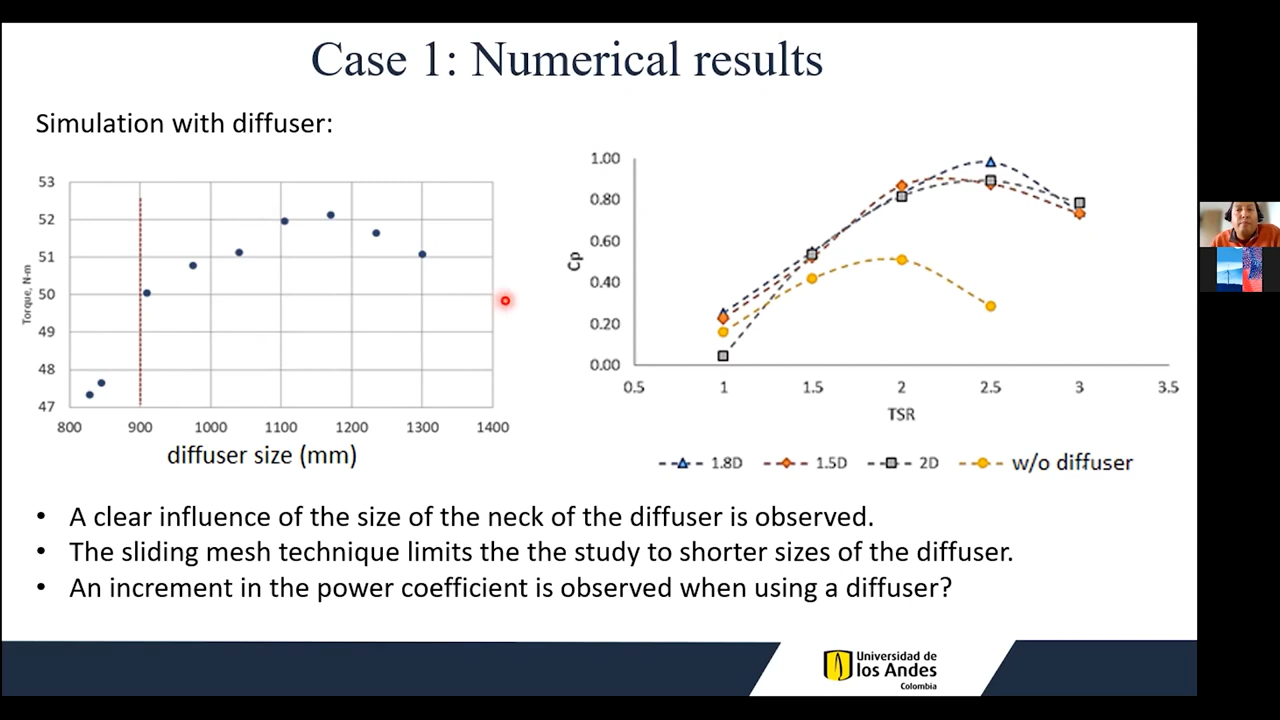 Case 1: Numerical results
Simulation with diffuser:
53
52
51
50
49
48
47
Torque, N-m
800 900 1000 1100 1200 1300 1400
diffuser size (mm)
1.00
0.80
0.60
0.40
0.20
0.00
Cp
0.5 1 1.5 2 2.5 3 3.5
TSR
1.8D 1.5D 2D w/o diffuser
• A clear influence of the size of the neck of the diffuser is observed.
• The sliding mesh technique limits the the study to shorter sizes of the diffuser.
• An increment in the power coefficient is observed when using a diffuser?
Universidad de
los Andes
Colombia